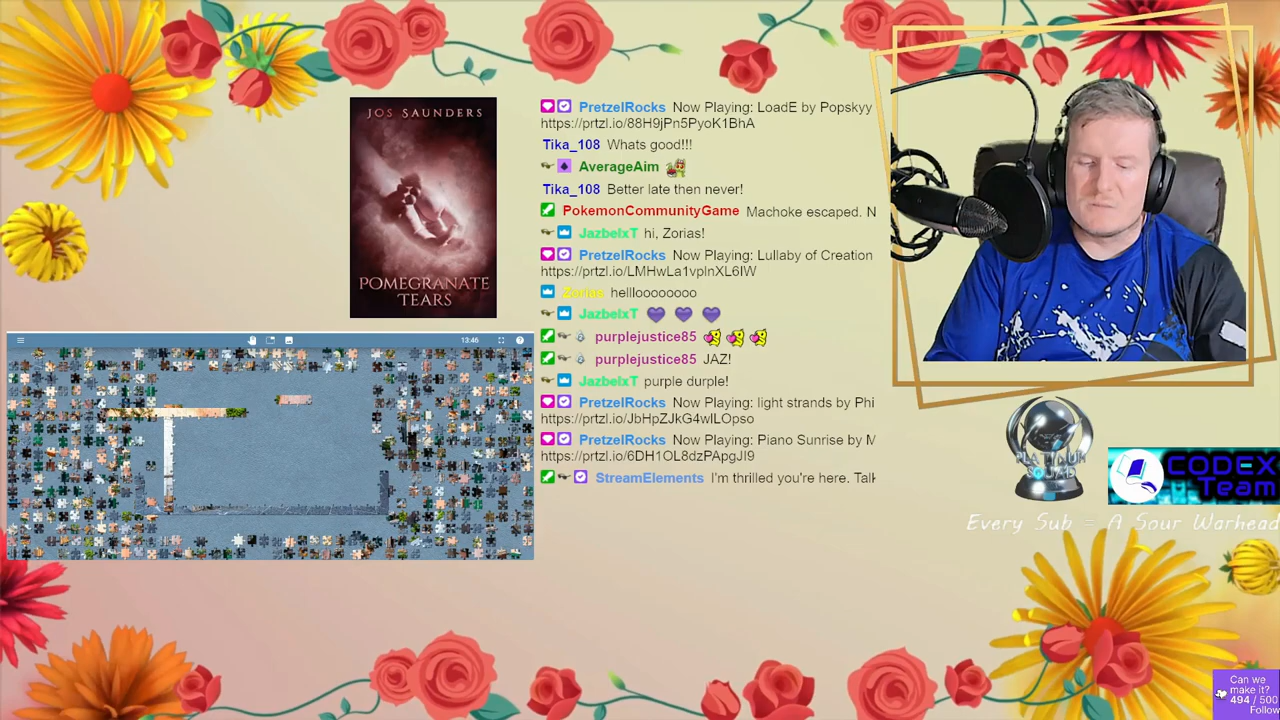 JOS SAUNDERS
POMEGRANATE
TEARS
PretzelRocks Now Playing: LoadE by Popskyy
https://prtzl.io/88H9jPn5PyoK1BhA
Tika_108 Whats good!!!
AverageAim
Tika_108 Better late then never!
PokemonCommunityGame Machoke escaped. N
JazbelxT hi, Zorias!
PretzelRocks Now Playing: Lullaby of Creation
https://prtzl.io/LMHwLa1vplnXL6IW
Zorias hellloooooooo
JazbelxT
purplejustice85
purplejustice85 JAZ!
JazbelxT purple durple!
PretzelRocks Now Playing: light strands by Phi
https://prtzl.io/JbHpZJkG4wlLOpso
PretzelRocks Now Playing: Piano Sunrise by M
https://prtzl.io/6DH1OL8dzPApgJI9
StreamElements I'm thrilled you're here. Talk
13:46
PLATINUM
SQUAD
CODEX
Team
Every Sub = A Sour Warhead
Can we
make it?
494 / 500
Follow